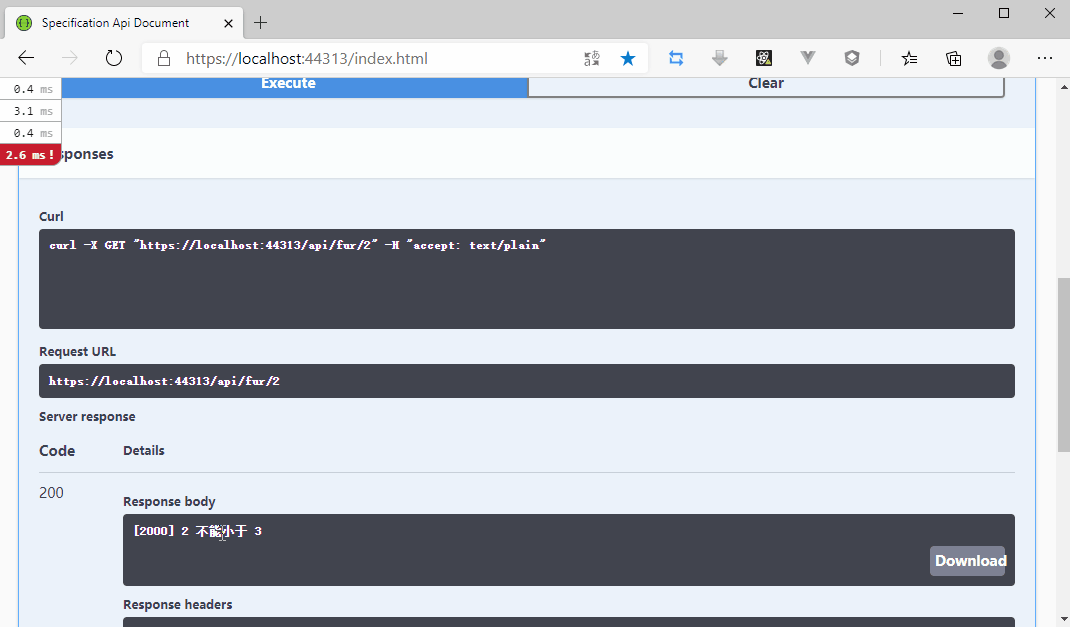 Specification Api Document
https://localhost:44313/index.html
0.4 ms
3.1 ms
0.4 ms
2.6 ms !
Execute
Clear
sponses
Curl
curl -X GET "https://localhost:44313/api/fur/2" -H "accept: text/plain"
Request URL
https://localhost:44313/api/fur/2
Server response
Code
Details
200
Response body
[2000] 2 不能小于 3
Download
Response headers